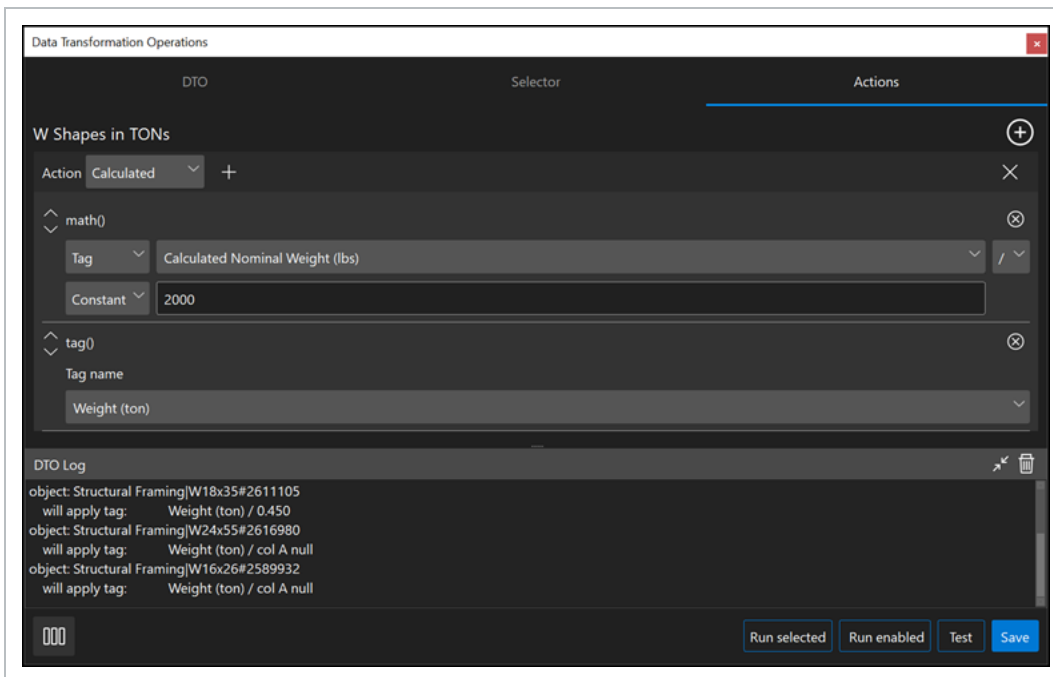 Data Transformation Operations
DTO Selector Actions
W Shapes in TONs
Action Calculated
math()
Tag Calculated Nominal Weight (lbs) /
Constant 2000
tag()
Tag name
Weight (ton)
DTO Log
object: Structural Framing|W18x35#2611105
will apply tag: Weight (ton) / 0.450
object: Structural Framing|W24x55#2616980
will apply tag: Weight (ton) / col A null
object: Structural Framing|W16x26#2589932
will apply tag: Weight (ton) / col A null
Run selected Run enabled Test Save